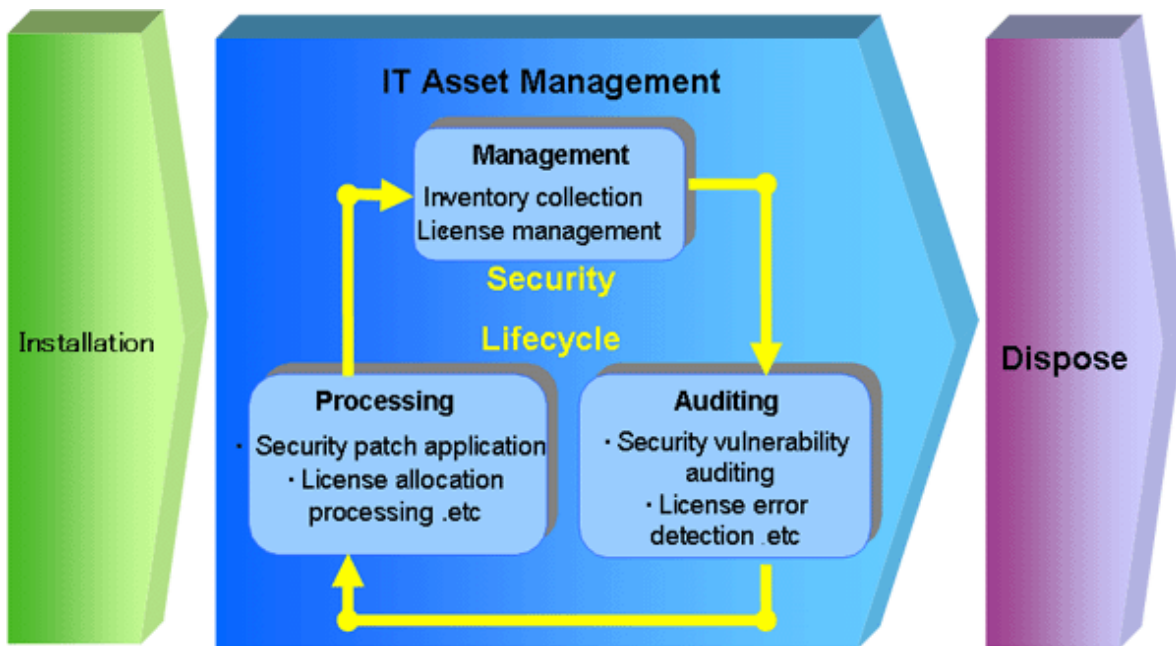 Installation
IT Asset Management
Management
Inventory collection
License management
Security
Lifecycle
Processing
· Security patch application
· License allocation
processing .etc
Auditing
· Security vulnerability
auditing
· License error
detection .etc
Dispose